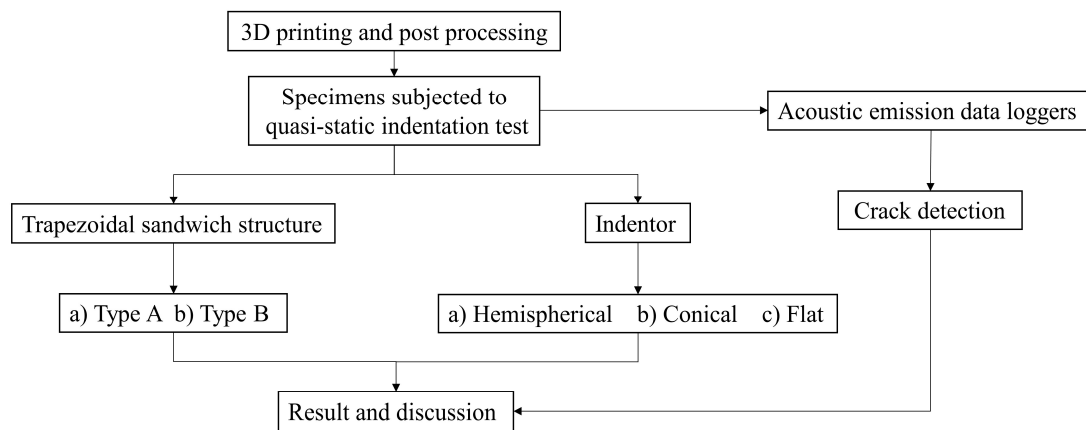 3D printing and post processing
Specimens subjected to
quasi-static indentation test
Acoustic emission data loggers
Trapezoidal sandwich structure
Indentor
Crack detection
a) Type A b) Type B
a) Hemispherical b) Conical c) Flat
Result and discussion